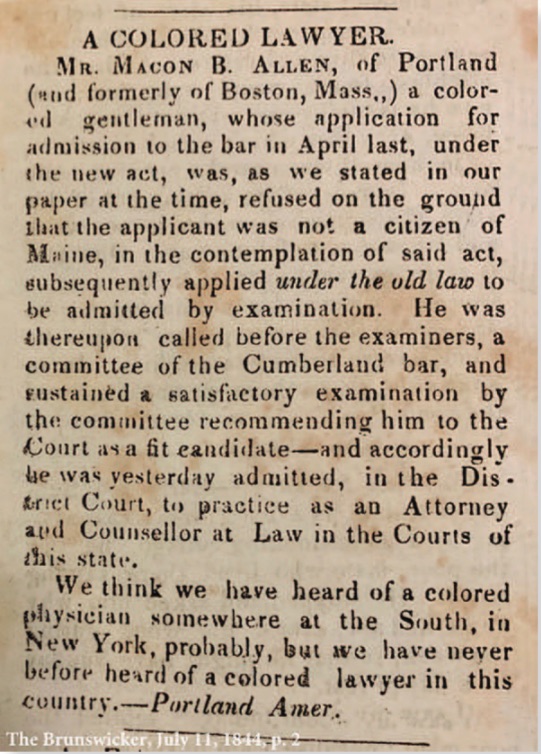 A COLORED LAWYER.
MR. MACON B. ALLEN, of Portland
(and formerly of Boston, Mass,,) a color-
ed gentleman, whose application for
admission to the bar in April last, under
the new act, was, as we stated in our
paper at the time, refused on the ground
that the applicant was not a citizen of
Maine, in the contemplation of said act,
subsequently applied under the old law to
be admitted by examination. He was
thereupon called before the examiners, a
committee of the Cumberland bar, and
sustained a satisfactory examination by
the committee recommending him to the
Court as a fit candidate—and accordingly
he was yesterday admitted, in the Dis-
trict Court, to practice as an Attorney
and Counsellor at Law in the Courts of
this state.
We think we have heard of a colored
physician somewhere at the South, in
New York, probably, but we have never
before heard of a colored lawyer in this
country.—Portland Amer.
The Brunswicker, July 11, 1844, p. 2